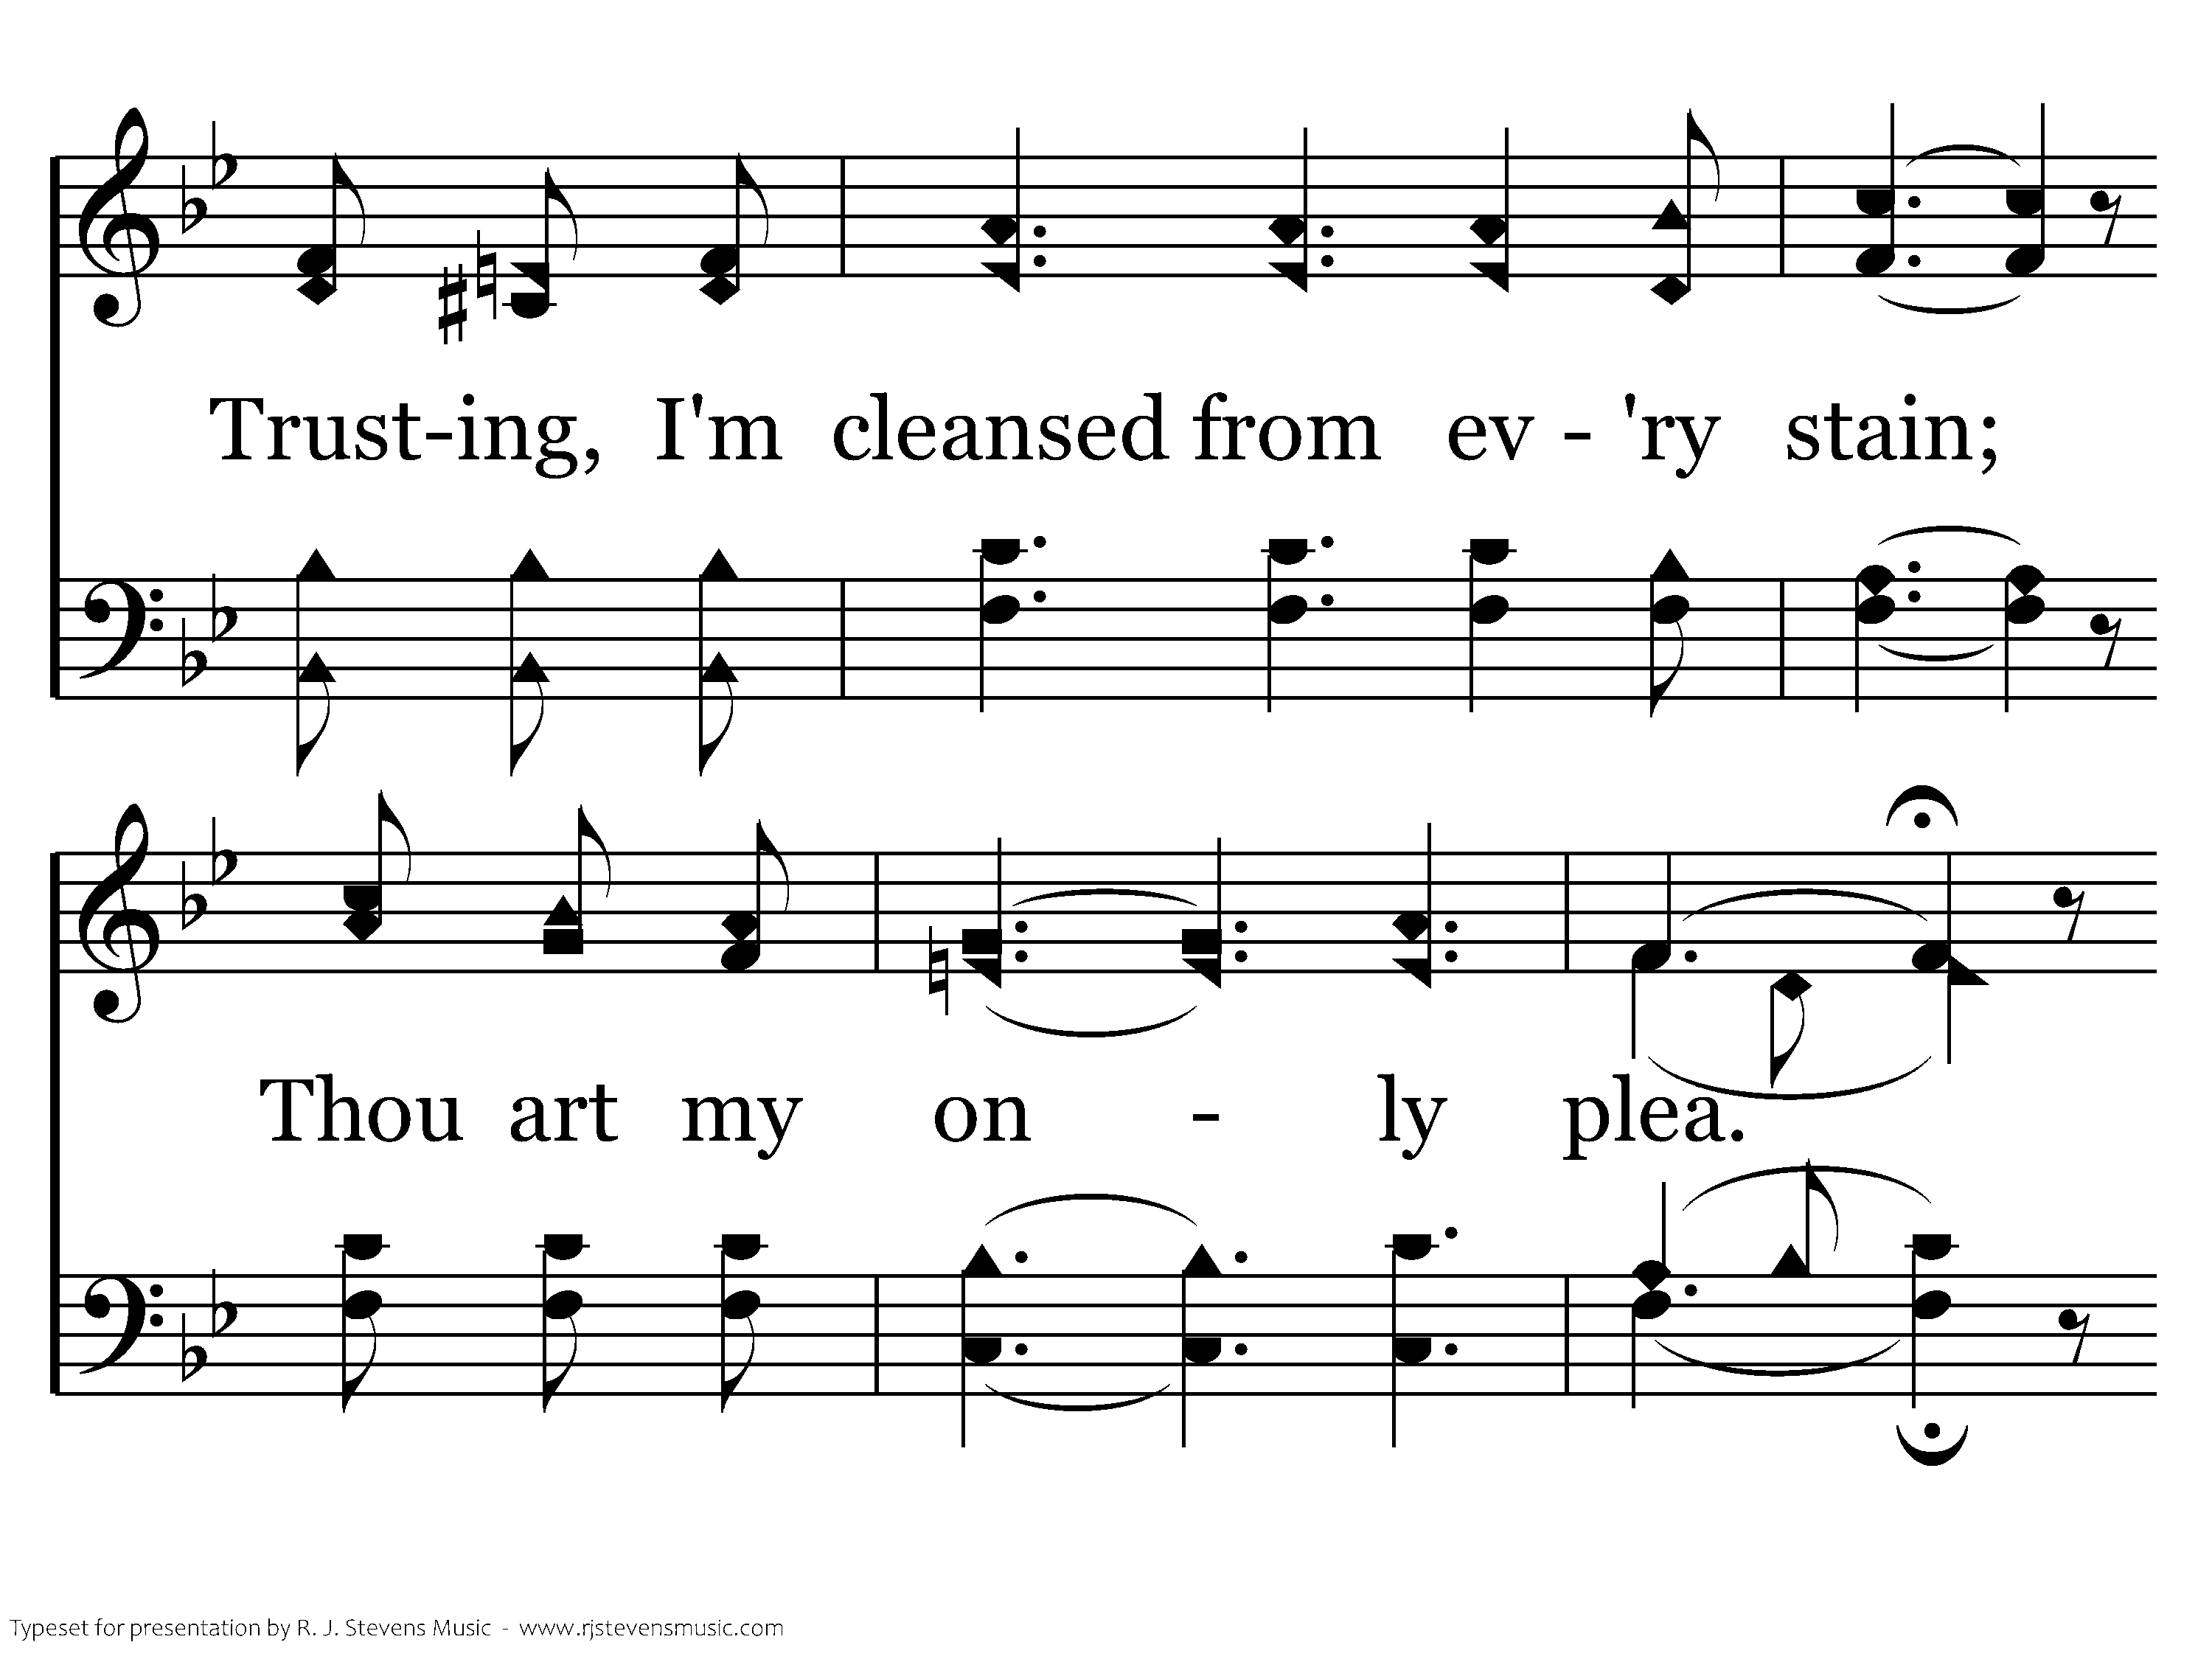 Trust-ing, I'm cleansed from ev - 'ry stain;
Thou art my on - ly plea.
Typeset for presentation by R. J. Stevens Music - www.rjstevensmusic.com